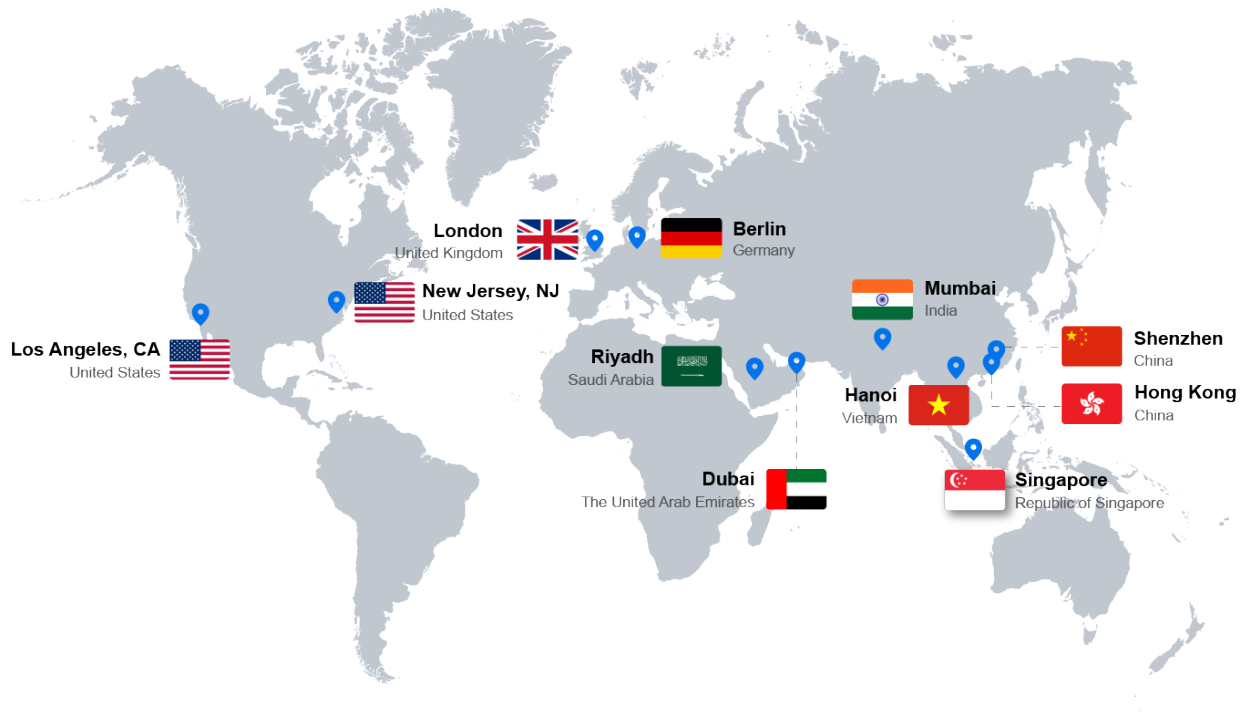 London
United Kingdom
Berlin
Germany
New Jersey, NJ
United States
Los Angeles, CA
United States
Mumbai
India
Shenzhen
China
Riyadh
Saudi Arabia
Hanoi
Vietnam
Hong Kong
China
Dubai
The United Arab Emirates
Singapore
Republic of Singapore